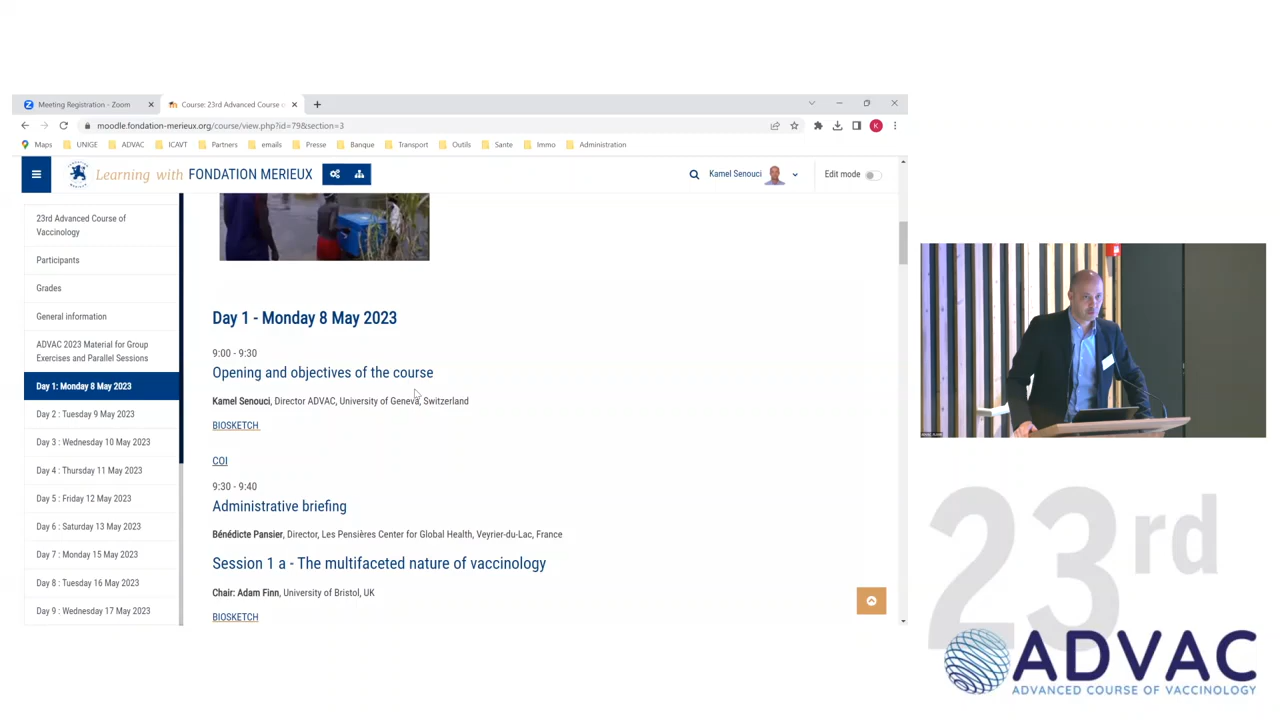 Meeting Registration - Zoom
Course: 23rd Advanced Course o
moodle.fondation-merieux.org/course/view.php?id=79&section=3
K
Maps UNIGE ADVAC ICAVT Partners emails Presse Banque Transport Outils Sante Immo Administration
Learning with FONDATION MERIEUX
Kamel Senouci
Edit mode
23rd Advanced Course of
Vaccinology
Participants
Grades
General information
ADVAC 2023 Material for Group
Exercises and Parallel Sessions
Day 1: Monday 8 May 2023
Day 2 : Tuesday 9 May 2023
Day 3 : Wednesday 10 May 2023
Day 4 : Thursday 11 May 2023
Day 5 : Friday 12 May 2023
Day 6 : Saturday 13 May 2023
Day 7 : Monday 15 May 2023
Day 8 : Tuesday 16 May 2023
Day 9 : Wednesday 17 May 2023
Day 1 - Monday 8 May 2023
9:00 - 9:30
Opening and objectives of the course
Kamel Senouci, Director ADVAC, University of Geneva, Switzerland
BIOSKETCH
COI
9:30 - 9:40
Administrative briefing
Bénédicte Pansier, Director, Les Pensières Center for Global Health, Veyrier-du-Lac, France
Session 1 a - The multifaceted nature of vaccinology
Chair: Adam Finn, University of Bristol, UK
BIOSKETCH
23rd
ADVAC
ADVANCED COURSE OF VACCINOLOGY